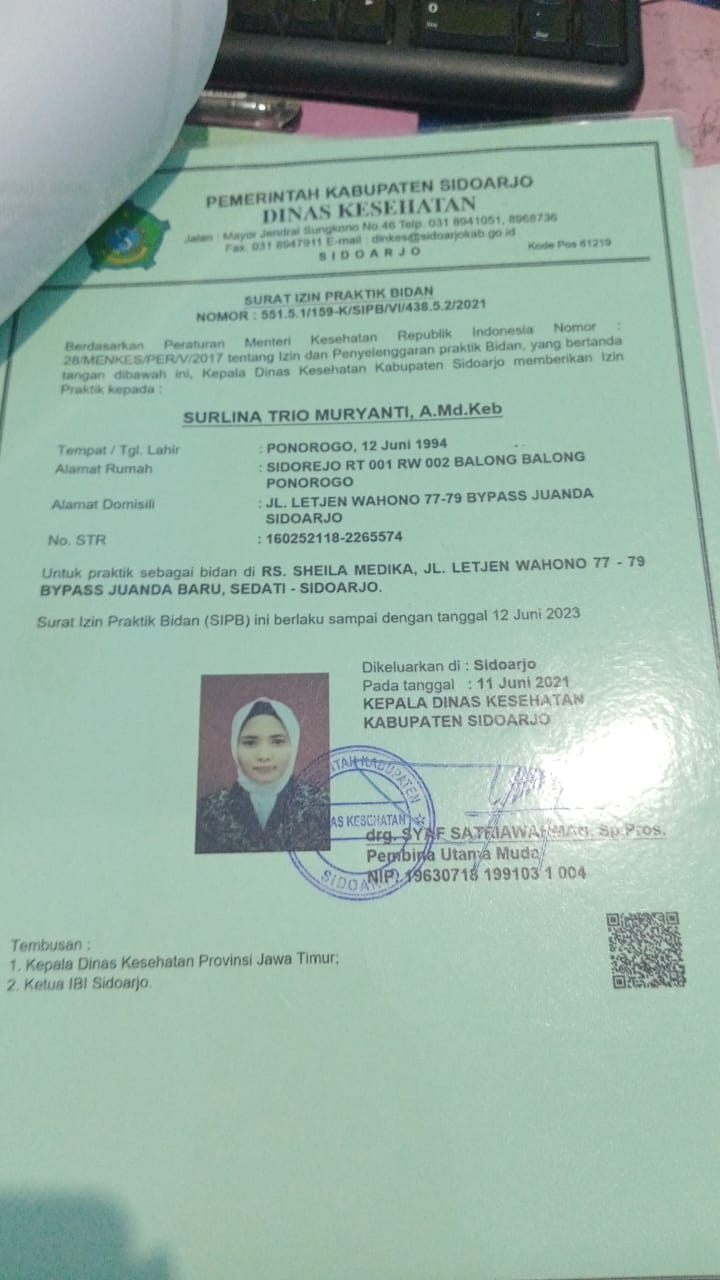 PEMERINTAH KABUPATEN SIDOARJO
DINAS KESEHATAN
Jalan : Mayor Jendral Sungkono No.46 Telp. 031 8941051, 8968736
Fax. 031 8947911 E-mail : dinkes@sidoarjokab.go.id
SIDOARJO
Kode Pos 61219
SURAT IZIN PRAKTIK BIDAN
NOMOR : 551.5.1/159-K/SIPB/VI/438.5.2/2021
Berdasarkan Peraturan Menteri Kesehatan Republik Indonesia Nomor :
28/MENKES/PER/V/2017 tentang Izin dan Penyelenggaran praktik Bidan, yang bertanda
tangan dibawah ini, Kepala Dinas Kesehatan Kabupaten Sidoarjo memberikan Izin
Praktik kepada :
SURLINA TRIO MURYANTI, A.Md.Keb
Tempat / Tgl. Lahir : PONOROGO, 12 Juni 1994
Alamat Rumah : SIDOREJO RT 001 RW 002 BALONG BALONG
PONOROGO
Alamat Domisili : JL. LETJEN WAHONO 77-79 BYPASS JUANDA
SIDOARJO
No. STR : 160252118-2265574
Untuk praktik sebagai bidan di RS. SHEILA MEDIKA, JL. LETJEN WAHONO 77 - 79
BYPASS JUANDA BARU, SEDATI - SIDOARJO.
Surat Izin Praktik Bidan (SIPB) ini berlaku sampai dengan tanggal 12 Juni 2023
Dikeluarkan di : Sidoarjo
Pada tanggal : 11 Juni 2021
KEPALA DINAS KESEHATAN
KABUPATEN SIDOARJO
drg. SYAF Sp.Pros.
Pembina Utama Muda
NIP. 19630718 199103 1 004
Tembusan :
1. Kepala Dinas Kesehatan Provinsi Jawa Timur;
2. Ketua IBI Sidoarjo.